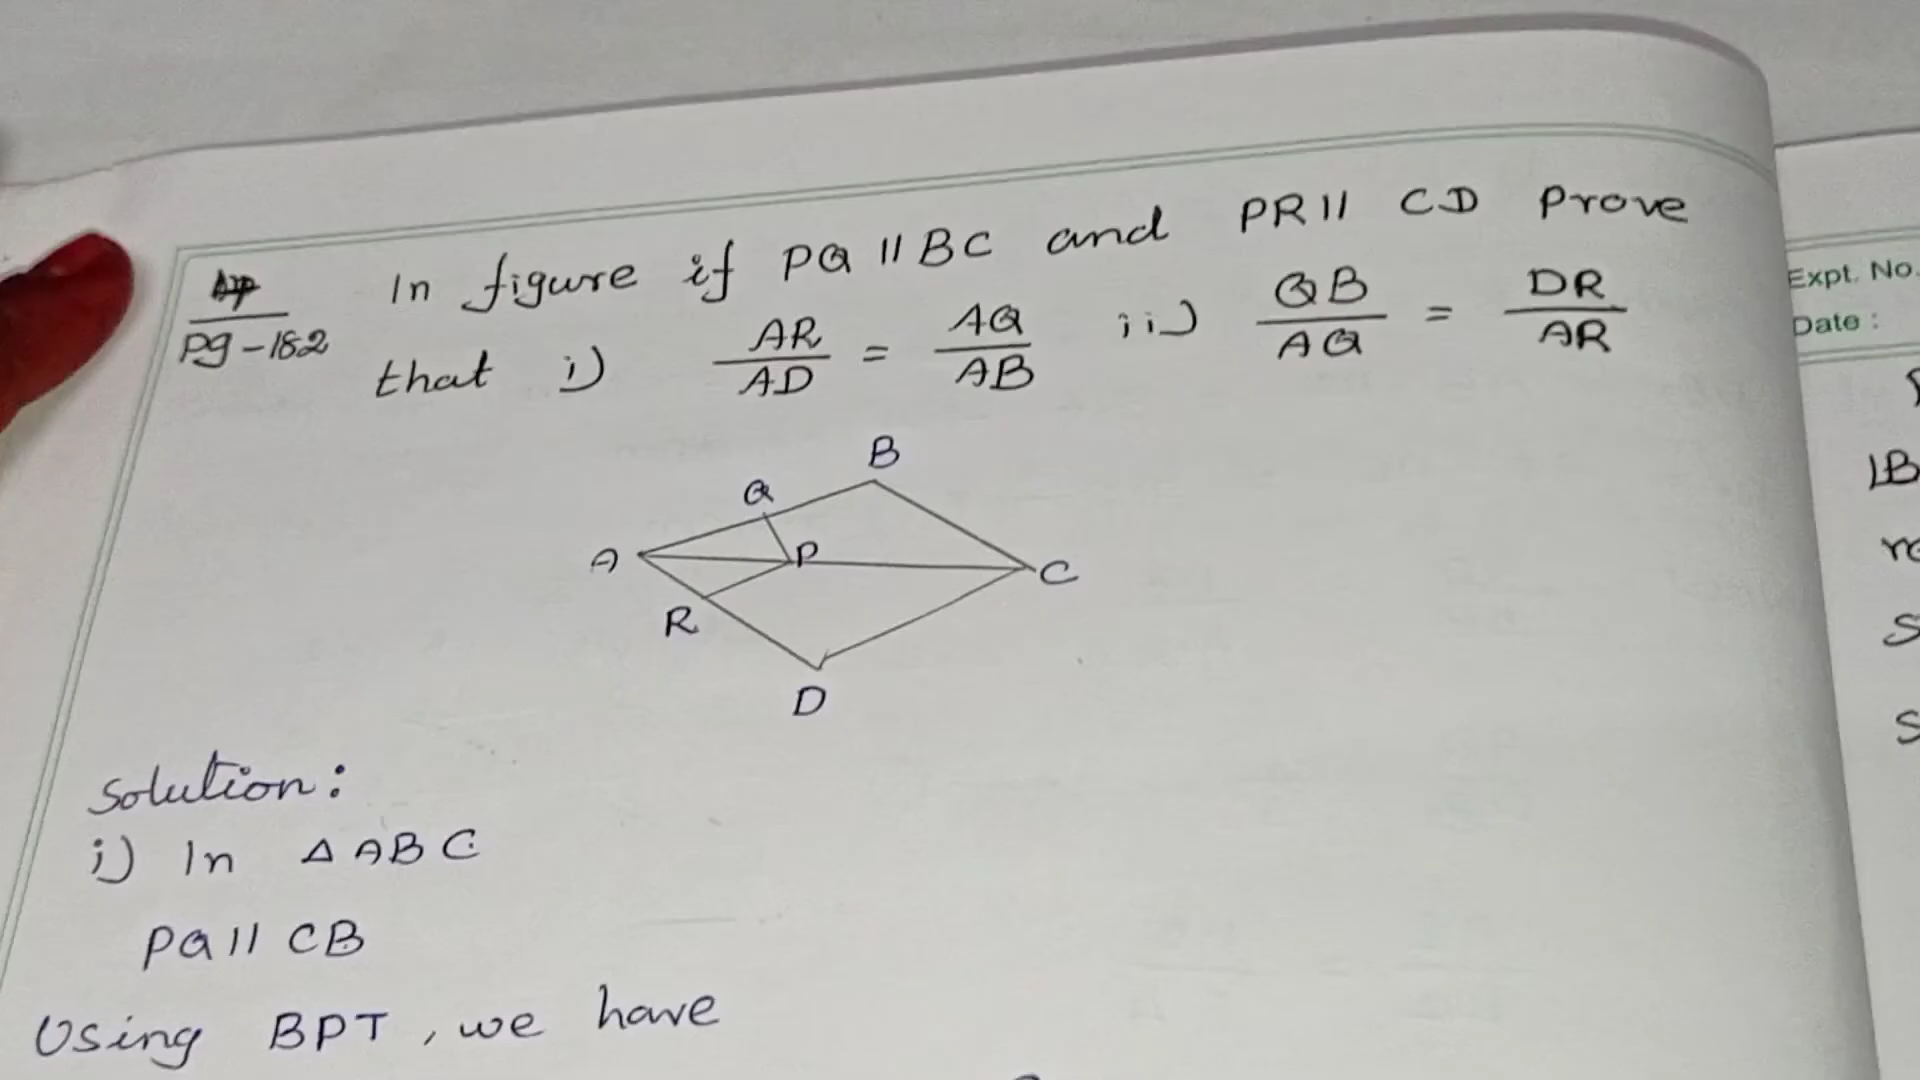 In figure if PQ || BC and PR || CD Prove
Pg-182
that i) AR/AD = AQ/AB ii) QB/AQ = DR/AR
B
Q
A
P
C
R
D
Solution:
i) In △ABC
PQ || CB
Using BPT, we have
Expt. No.
Date :